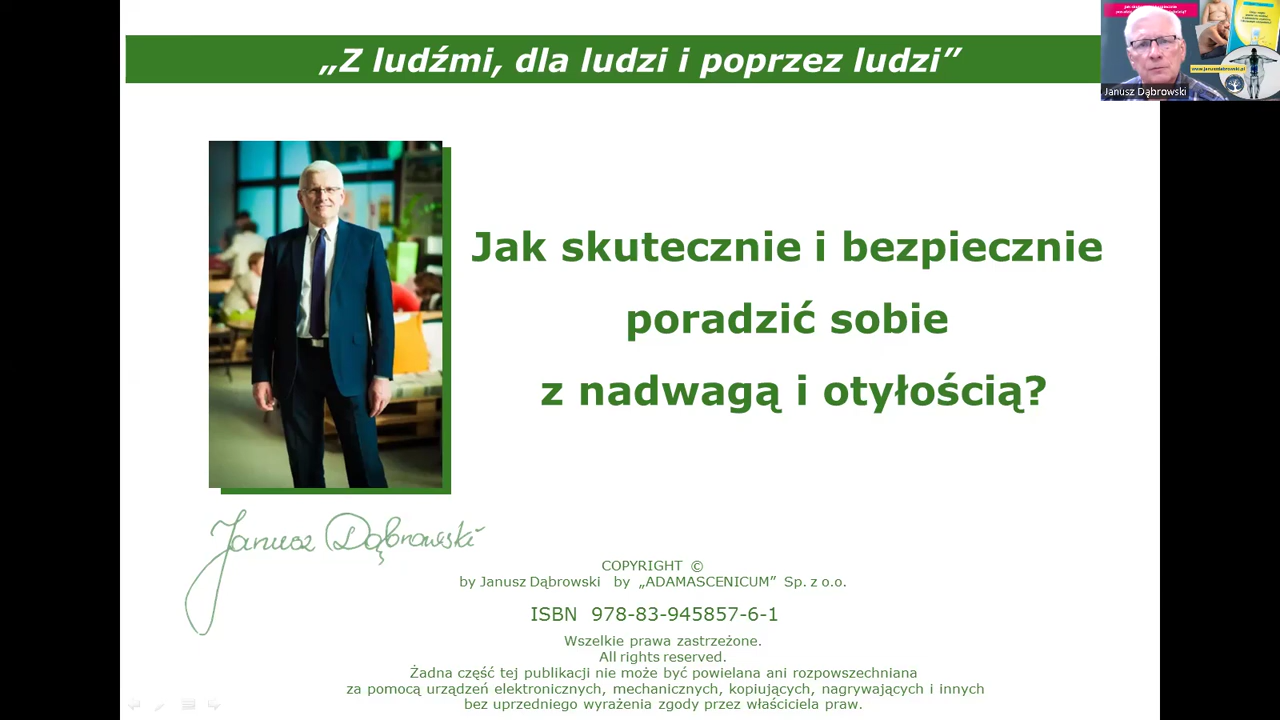 „Z ludźmi, dla ludzi i poprzez ludzi”
Janusz Dąbrowski
www.januszdabrowski.pl
Jak skutecznie i bezpiecznie
poradzić sobie
z nadwagą i otyłością?
Janusz Dąbrowski
COPYRIGHT ©
by Janusz Dąbrowski by „ADAMASCENICUM” Sp. z o.o.
ISBN 978-83-945857-6-1
Wszelkie prawa zastrzeżone.
All rights reserved.
Żadna część tej publikacji nie może być powielana ani rozpowszechniana
za pomocą urządzeń elektronicznych, mechanicznych, kopiujących, nagrywających i innych
bez uprzedniego wyrażenia zgody przez właściciela praw.